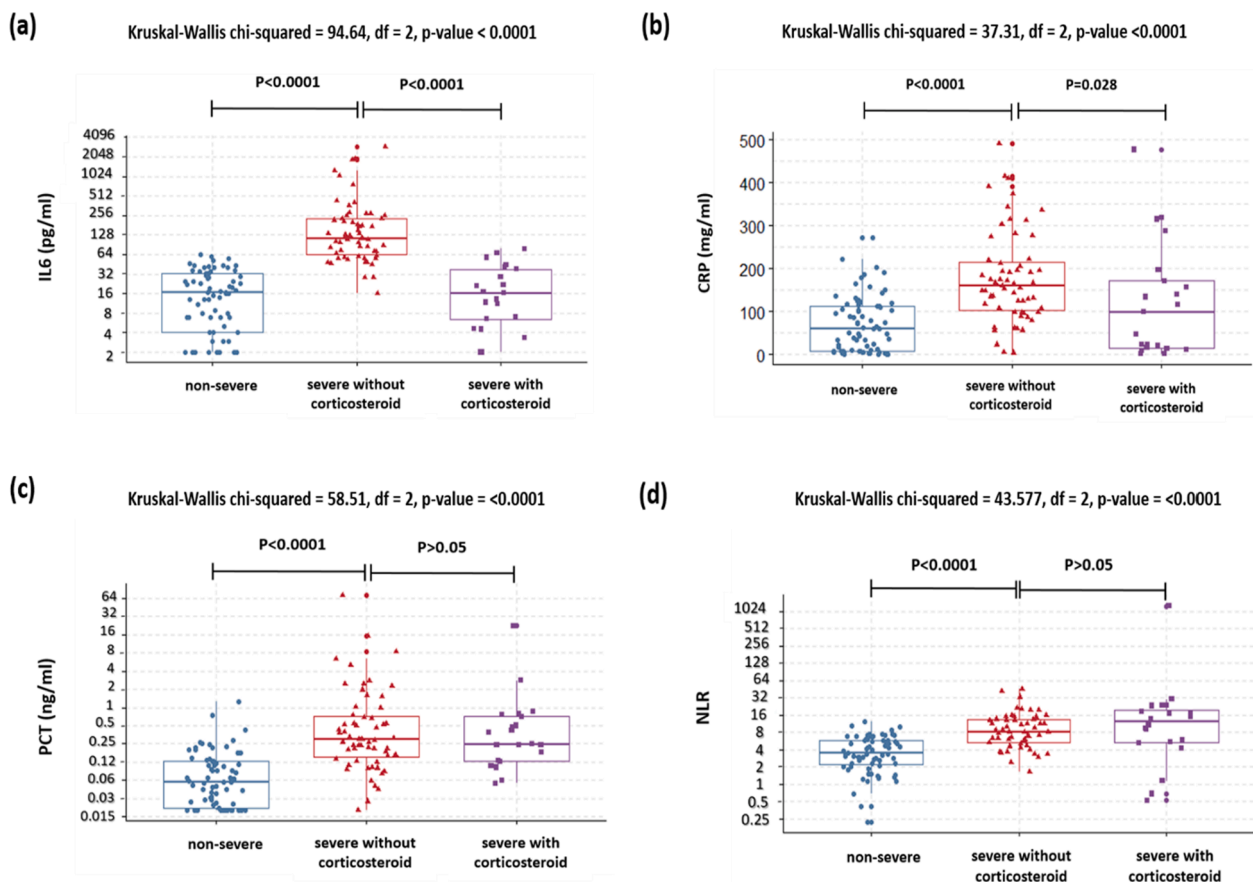 (a)
Kruskal-Wallis chi-squared = 94.64, df = 2, p-value < 0.0001
P<0.0001
P<0.0001
IL6 (pg/ml)
4096
2048
1024
512
256
128
64
32
16
8
4
2
non-severe
severe without
corticosteroid
severe with
corticosteroid
(b)
Kruskal-Wallis chi-squared = 37.31, df = 2, p-value <0.0001
P<0.0001
P=0.028
CRP (mg/ml)
500
400
300
200
100
0
non-severe
severe without
corticosteroid
severe with
corticosteroid
(c)
Kruskal-Wallis chi-squared = 58.51, df = 2, p-value = <0.0001
P<0.0001
P>0.05
PCT (ng/ml)
64
32
16
8
4
2
1
0.5
0.25
0.12
0.06
0.03
0.015
non-severe
severe without
corticosteroid
severe with
corticosteroid
(d)
Kruskal-Wallis chi-squared = 43.577, df = 2, p-value = <0.0001
P<0.0001
P>0.05
NLR
1024
512
256
128
64
32
16
8
4
2
1
0.5
0.25
non-severe
severe without
corticosteroid
severe with
corticosteroid